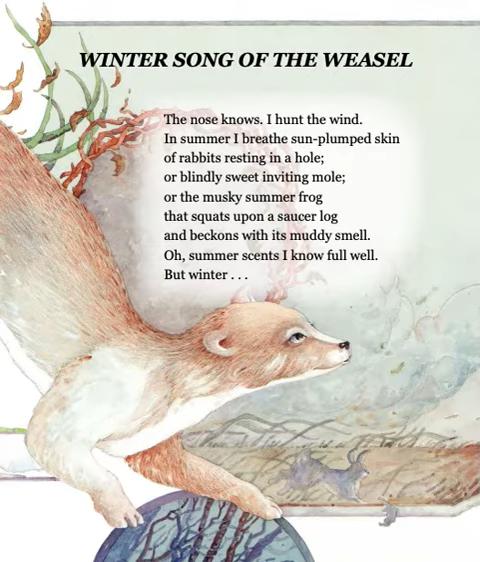 WINTER SONG OF THE WEASEL
The nose knows. I hunt the wind.
In summer I breathe sun-plumped skin
of rabbits resting in a hole;
or blindly sweet inviting mole;
or the musky summer frog
that squats upon a saucer log
and beckons with its muddy smell.
Oh, summer scents I know full well.
But winter . . .